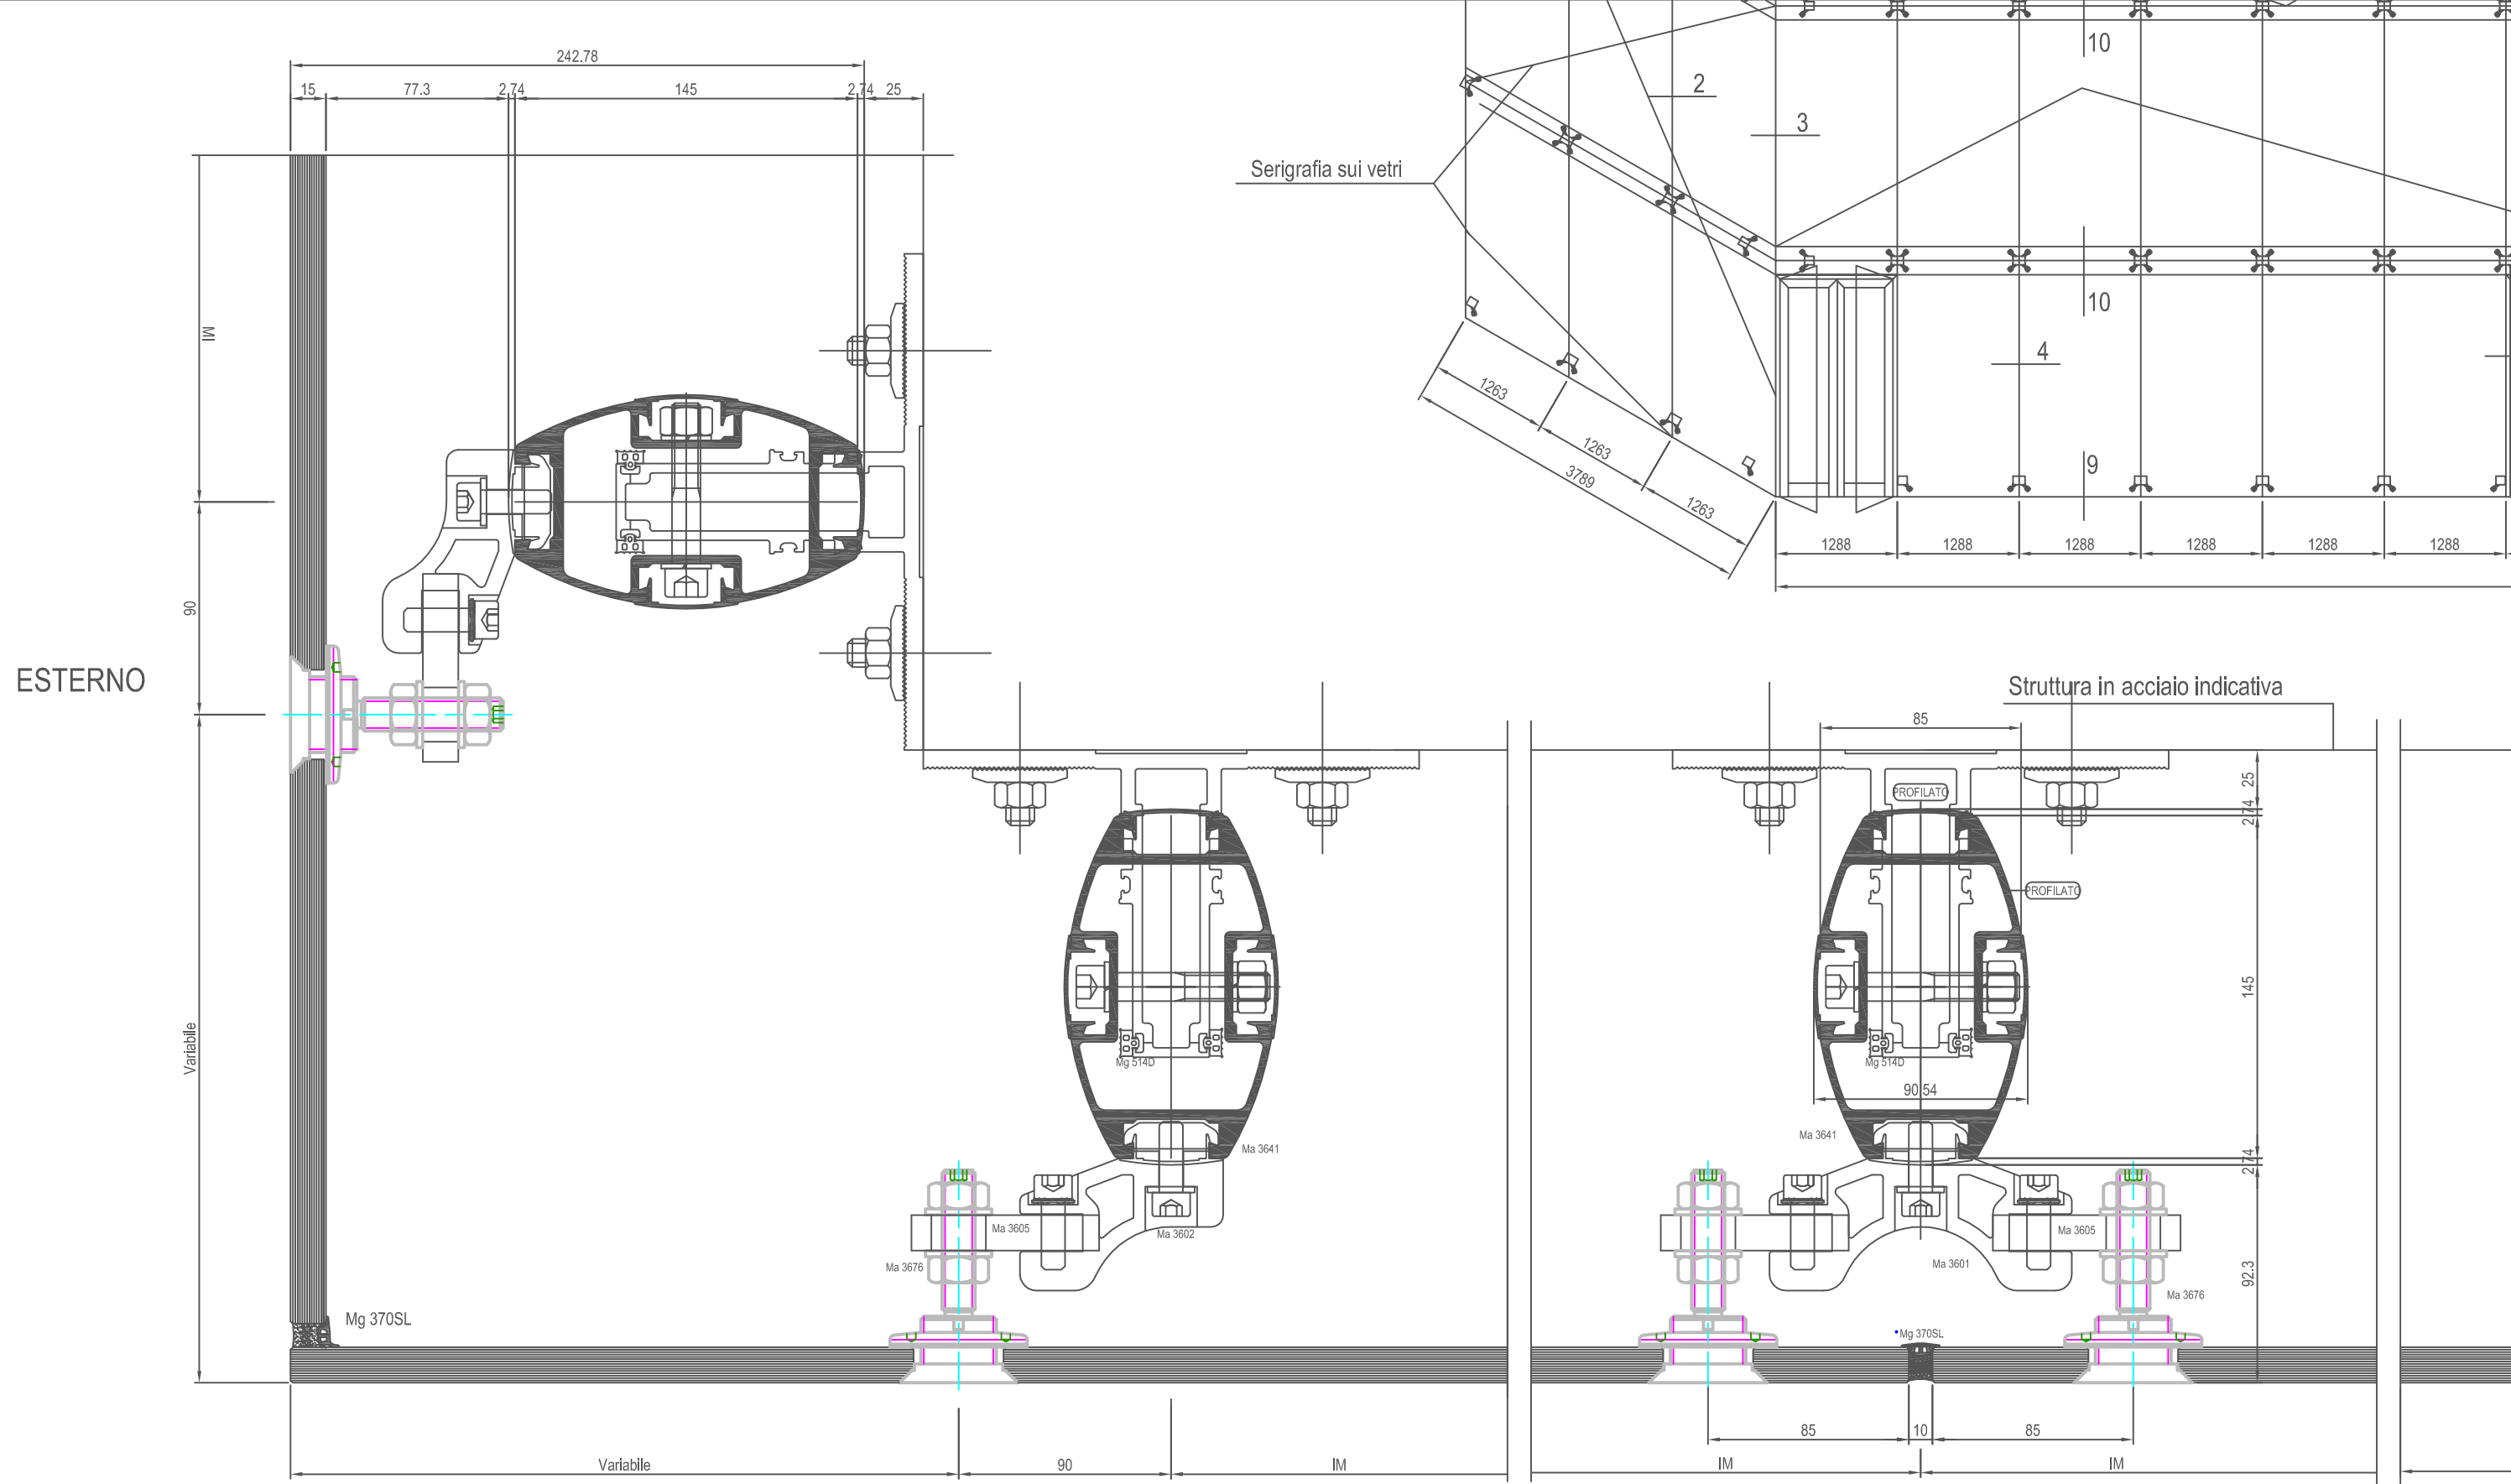 242.78
15
77.3
2.74
145
2.74
25
IM
90
ESTERNO
Variabile
Mg 370SL
Variabile
90
IM
Serigrafia sui vetri
2
3
10
10
4
9
1263
1263
1263
3789
1288
1288
1288
1288
1288
1288
Struttura in acciaio indicativa
85
PROFILATO
PROFILATO
25
2.74
145
2.74
92.3
Mg 514D
Mg 514D
90.54
Ma 3641
Ma 3641
Ma 3605
Ma 3602
Ma 3676
Ma 3605
Ma 3601
Ma 3676
Mg 370SL
85
10
85
IM
IM